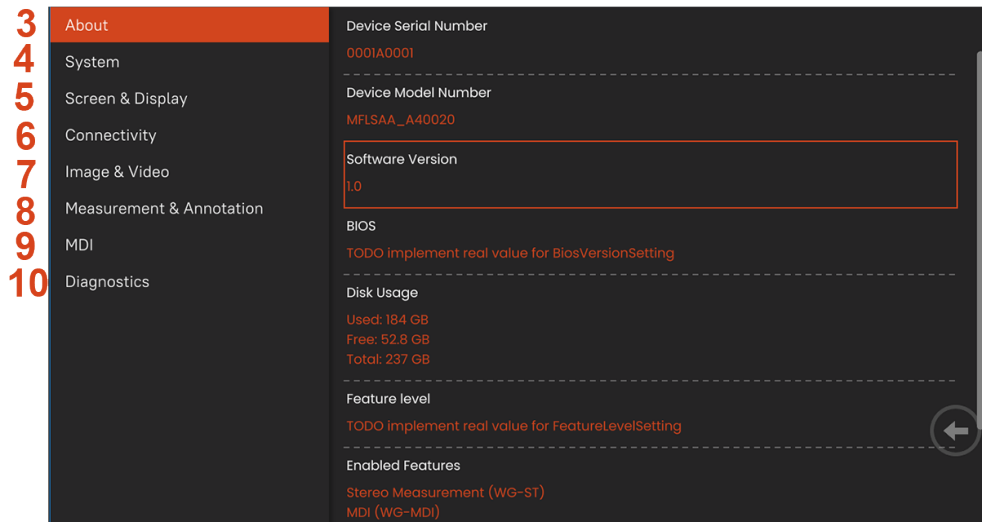 3 About
4 System
5 Screen & Display
6 Connectivity
7 Image & Video
8 Measurement & Annotation
9 MDI
10 Diagnostics
Device Serial Number
0001A0001
Device Model Number
MFLSAA_A40020
Software Version
1.0
BIOS
TODO implement real value for BiosVersionSetting
Disk Usage
Used: 184 GB
Free: 52.8 GB
Total: 237 GB
Feature level
TODO implement real value for FeatureLevelSetting
Enabled Features
Stereo Measurement (WG-ST)
MDI (WG-MDI)